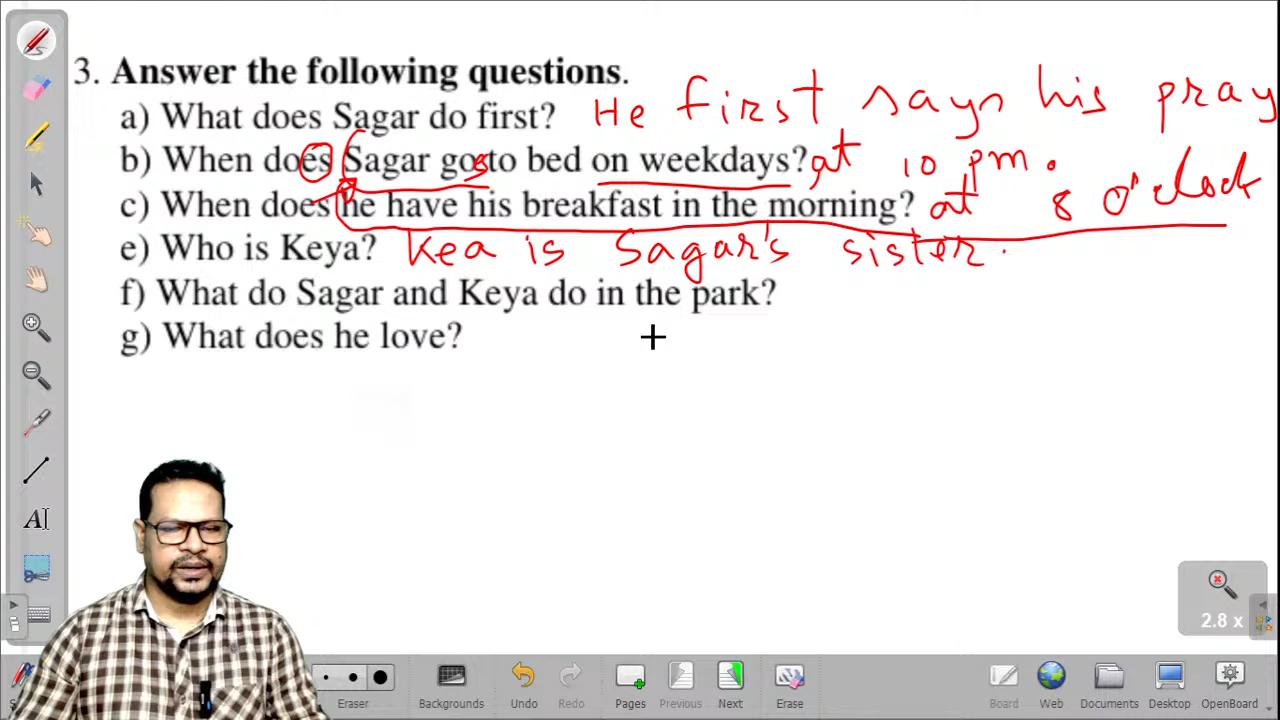 3. Answer the following questions.
a) What does Sagar do first? He first says his pray
b) When does Sagar go s to bed on weekdays? at 10 pm.
c) When does he have his breakfast in the morning? at 8 o'clock
e) Who is Keya? Kea is Sagar's sister.
f) What do Sagar and Keya do in the park?
g) What does he love?
AI
2.8 x
Eraser Backgrounds Undo Redo Pages Previous Next Erase Board Web Documents Desktop OpenBoard